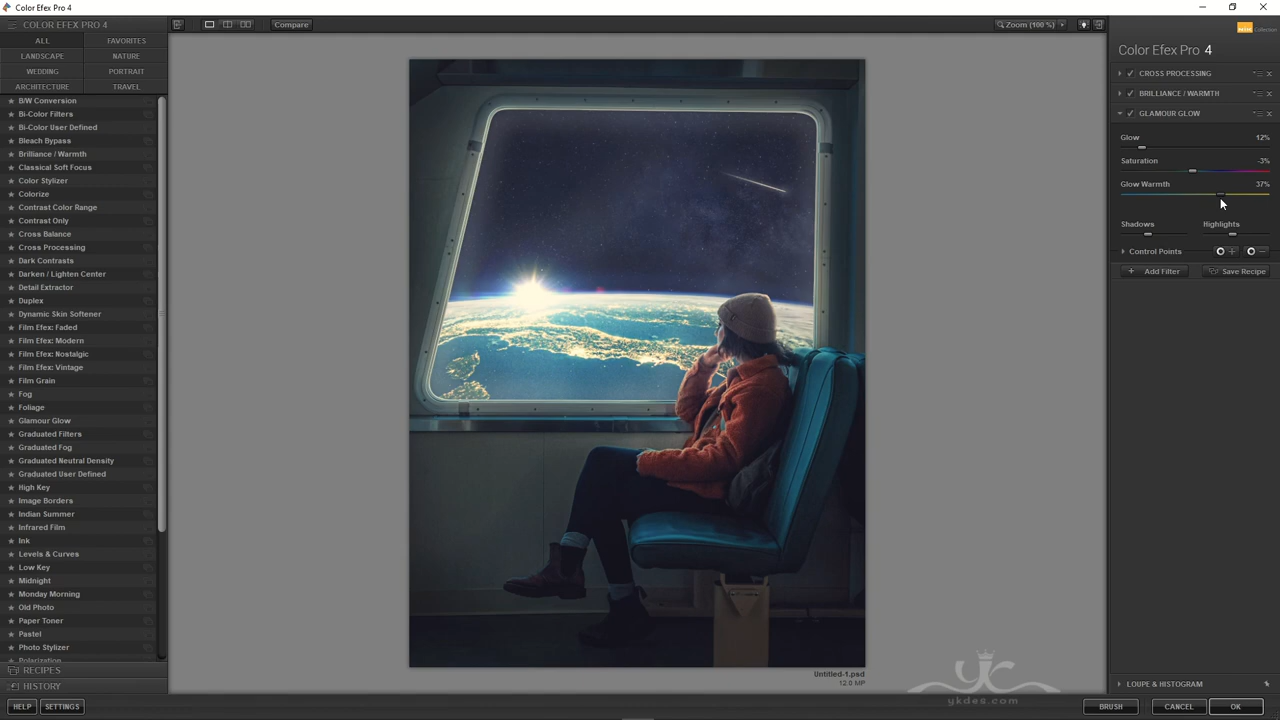 Color Efex Pro 4
COLOR EFEX PRO 4
Compare
Zoom (100 %)
ALL
FAVORITES
LANDSCAPE
NATURE
WEDDING
PORTRAIT
ARCHITECTURE
TRAVEL
B/W Conversion
Bi-Color Filters
Bi-Color User Defined
Bleach Bypass
Brilliance / Warmth
Classical Soft Focus
Color Stylizer
Colorize
Contrast Color Range
Contrast Only
Cross Balance
Cross Processing
Dark Contrasts
Darken / Lighten Center
Detail Extractor
Duplex
Dynamic Skin Softener
Film Efex: Faded
Film Efex: Modern
Film Efex: Nostalgic
Film Efex: Vintage
Film Grain
Fog
Foliage
Glamour Glow
Graduated Filters
Graduated Fog
Graduated Neutral Density
Graduated User Defined
High Key
Image Borders
Indian Summer
Infrared Film
Ink
Levels & Curves
Low Key
Midnight
Monday Morning
Old Photo
Paper Toner
Pastel
Photo Stylizer
Polarization
RECIPES
HISTORY
HELP
SETTINGS
Untitled-1.psd
12.0 MP
ykdes.com
Collection
Color Efex Pro 4
CROSS PROCESSING
BRILLIANCE / WARMTH
GLAMOUR GLOW
Glow 12%
Saturation -3%
Glow Warmth 37%
Shadows Highlights
Control Points
Add Filter Save Recipe
LOUPE & HISTOGRAM
BRUSH CANCEL OK